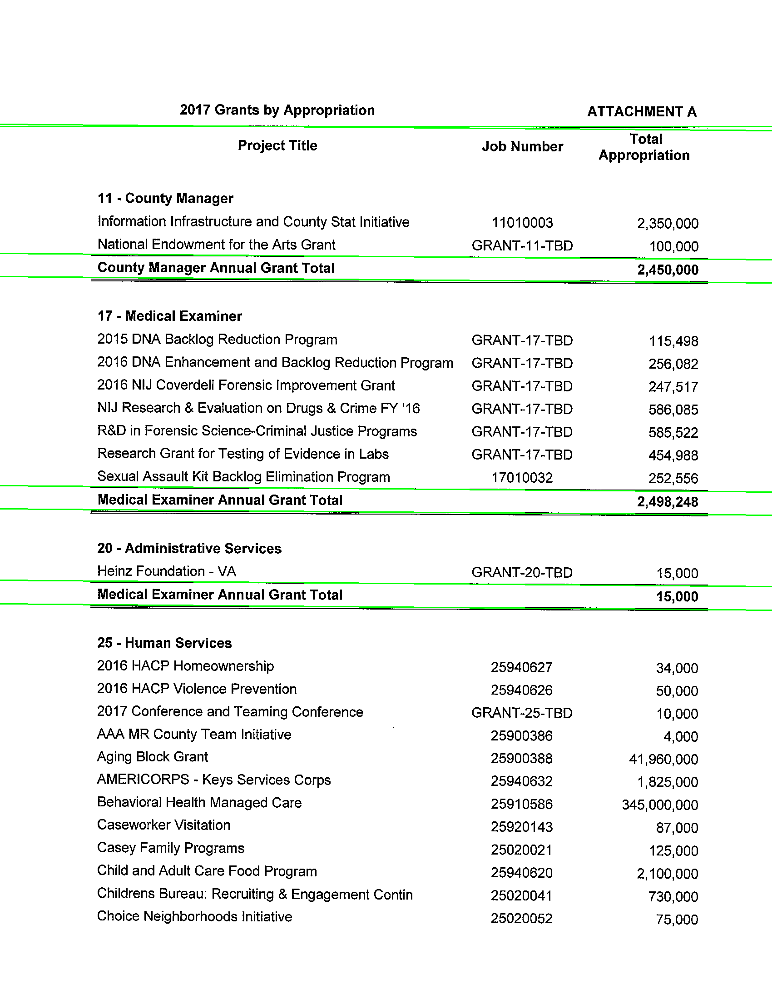 2017 Grants by Appropriation ATTACHMENT A
Project Title Job Number Total Appropriation
11 - County Manager
Information Infrastructure and County Stat Initiative 11010003 2,350,000
National Endowment for the Arts Grant GRANT-11-TBD 100,000
County Manager Annual Grant Total 2,450,000
17 - Medical Examiner
2015 DNA Backlog Reduction Program GRANT-17-TBD 115,498
2016 DNA Enhancement and Backlog Reduction Program GRANT-17-TBD 256,082
2016 NIJ Coverdell Forensic Improvement Grant GRANT-17-TBD 247,517
NIJ Research & Evaluation on Drugs & Crime FY '16 GRANT-17-TBD 586,085
R&D in Forensic Science-Criminal Justice Programs GRANT-17-TBD 585,522
Research Grant for Testing of Evidence in Labs GRANT-17-TBD 454,988
Sexual Assault Kit Backlog Elimination Program 17010032 252,556
Medical Examiner Annual Grant Total 2,498,248
20 - Administrative Services
Heinz Foundation - VA GRANT-20-TBD 15,000
Medical Examiner Annual Grant Total 15,000
25 - Human Services
2016 HACP Homeownership 25940627 34,000
2016 HACP Violence Prevention 25940626 50,000
2017 Conference and Teaming Conference GRANT-25-TBD 10,000
AAA MR County Team Initiative 25900386 4,000
Aging Block Grant 25900388 41,960,000
AMERICORPS - Keys Services Corps 25940632 1,825,000
Behavioral Health Managed Care 25910586 345,000,000
Caseworker Visitation 25920143 87,000
Casey Family Programs 25020021 125,000
Child and Adult Care Food Program 25940620 2,100,000
Childrens Bureau: Recruiting & Engagement Contin 25020041 730,000
Choice Neighborhoods Initiative 25020052 75,000